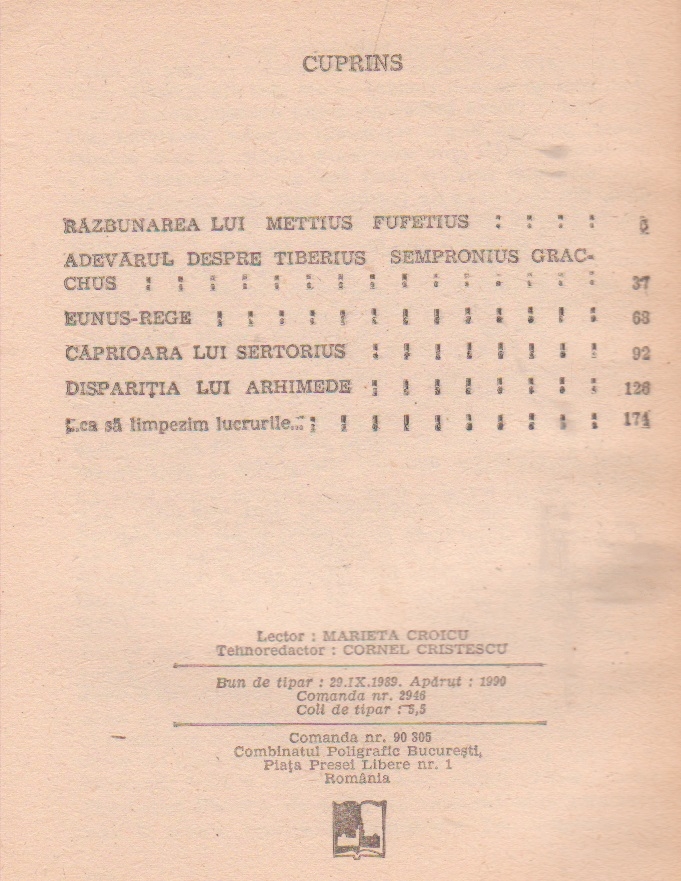 CUPRINS
RĂZBUNAREA LUI METTIUS FUFETIUS : : : : 5
ADEVĂRUL DESPRE TIBERIUS SEMPRONIUS GRAC-
CHUS : : : : : : : : : : : : : : : 37
EUNUS-REGE : : : : : : : : : : : : : 68
CĂPRIOARA LUI SERTORIUS : : : : : : : : 92
DISPARIȚIA LUI ARHIMEDE : : : : : : : : 126
...ca să limpezim lucrurile... : : : : : : : : : : 174
Lector : MARIETA CROICU
Tehnoredactor : CORNEL CRISTESCU
Bun de tipar : 29.IX.1989. Apărut : 1990
Comanda nr. 2946
Coli de tipar : 5,5
Comanda nr. 90 305
Combinatul Poligrafic București,
Piața Presei Libere nr. 1
România